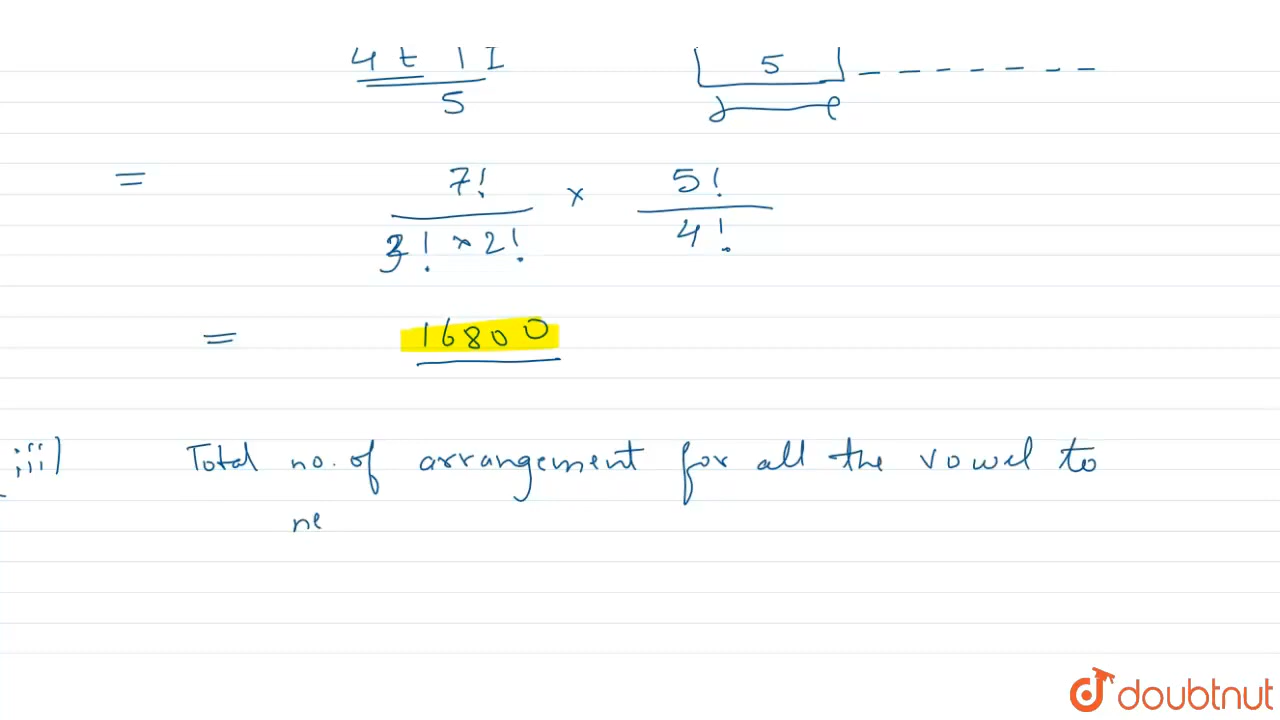 4 E 1 I
5
5 - - - - - - -
= 7! / 3! × 2! × 5! / 4!
= 16800
iii) Total no. of arrangement for all the vowel to
ne
doubtnut